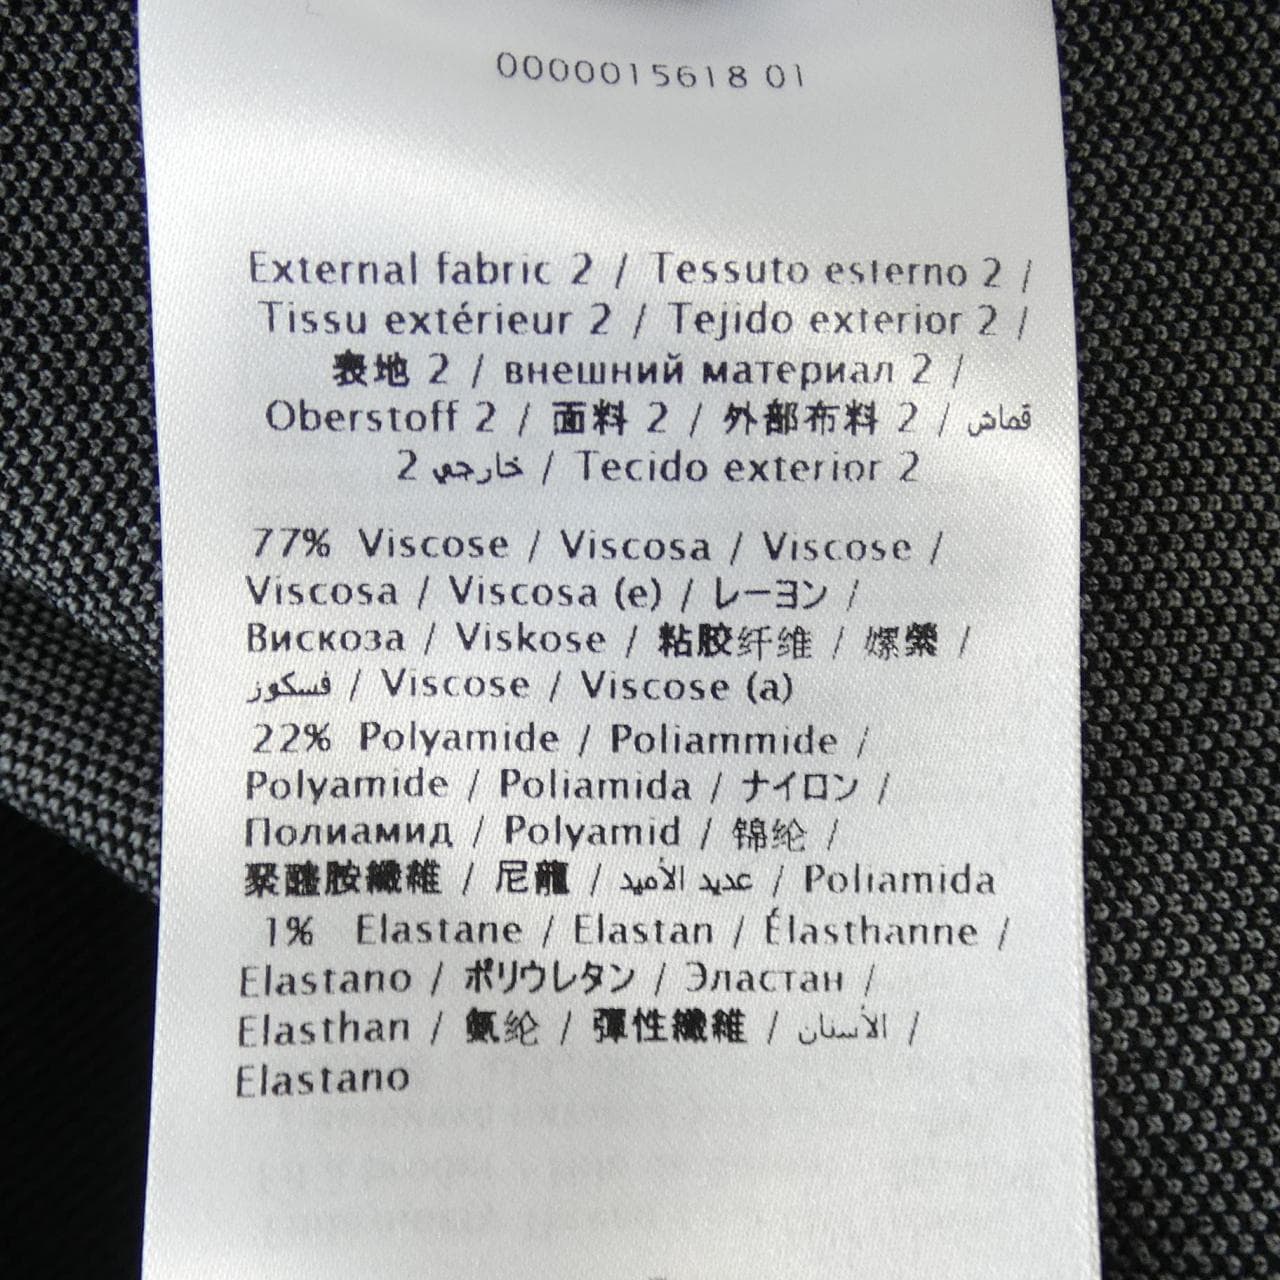 0000015618 01
External fabric 2 / Tessuto esterno 2 /
Tissu extérieur 2 / Tejido exterior 2 /
表地 2 / внешний материал 2 /
Oberstoff 2 / 面料 2 / 外部布料 2 / قماش
خارجي 2 / Tecido exterior 2
77% Viscose / Viscosa / Viscose /
Viscosa / Viscosa (e) / レーヨン /
Вискоза / Viskose / 粘胶纤维 / 嫘縈 /
فسكوز / Viscose / Viscose (a)
22% Polyamide / Poliammide /
Polyamide / Poliamida / ナイロン /
Полиамид / Polyamid / 锦纶 /
聚醯胺纖維 / 尼龍 / عديد الأميد / Poliamida
1% Elastane / Elastan / Élasthanne /
Elastano / ポリウレタン / Эластан /
Elasthan / 氨纶 / 彈性纖維 / الأستان /
Elastano